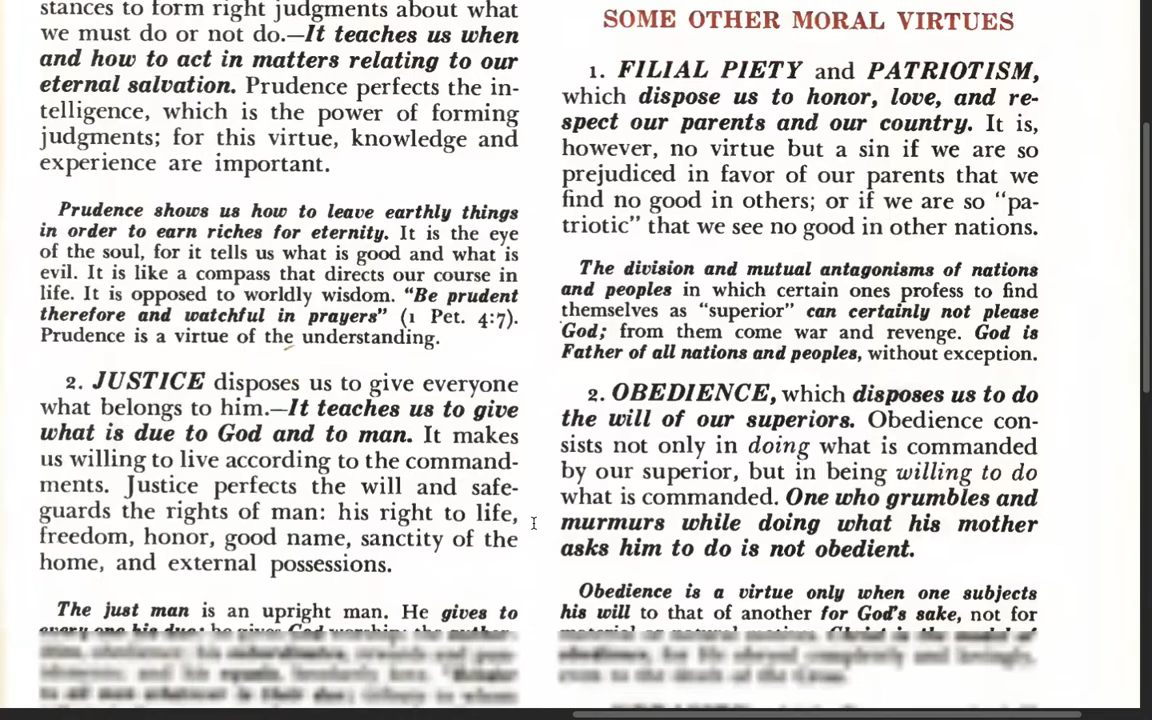 stances to form right judgments about what
we must do or not do.—It teaches us when
and how to act in matters relating to our
eternal salvation. Prudence perfects the in-
telligence, which is the power of forming
judgments; for this virtue, knowledge and
experience are important.
Prudence shows us how to leave earthly things
in order to earn riches for eternity. It is the eye
of the soul, for it tells us what is good and what is
evil. It is like a compass that directs our course in
life. It is opposed to worldly wisdom. “Be prudent
therefore and watchful in prayers” (1 Pet. 4:7).
Prudence is a virtue of the understanding.
2. JUSTICE disposes us to give everyone
what belongs to him.—It teaches us to give
what is due to God and to man. It makes
us willing to live according to the command-
ments. Justice perfects the will and safe-
guards the rights of man: his right to life,
freedom, honor, good name, sanctity of the
home, and external possessions.
The just man is an upright man. He gives to
SOME OTHER MORAL VIRTUES
1. FILIAL PIETY and PATRIOTISM,
which dispose us to honor, love, and re-
spect our parents and our country. It is,
however, no virtue but a sin if we are so
prejudiced in favor of our parents that we
find no good in others; or if we are so “pa-
triotic” that we see no good in other nations.
The division and mutual antagonisms of nations
and peoples in which certain ones profess to find
themselves as “superior” can certainly not please
God; from them come war and revenge. God is
Father of all nations and peoples, without exception.
2. OBEDIENCE, which disposes us to do
the will of our superiors. Obedience con-
sists not only in doing what is commanded
by our superior, but in being willing to do
what is commanded. One who grumbles and
murmurs while doing what his mother
asks him to do is not obedient.
Obedience is a virtue only when one subjects
his will to that of another for God's sake, not for